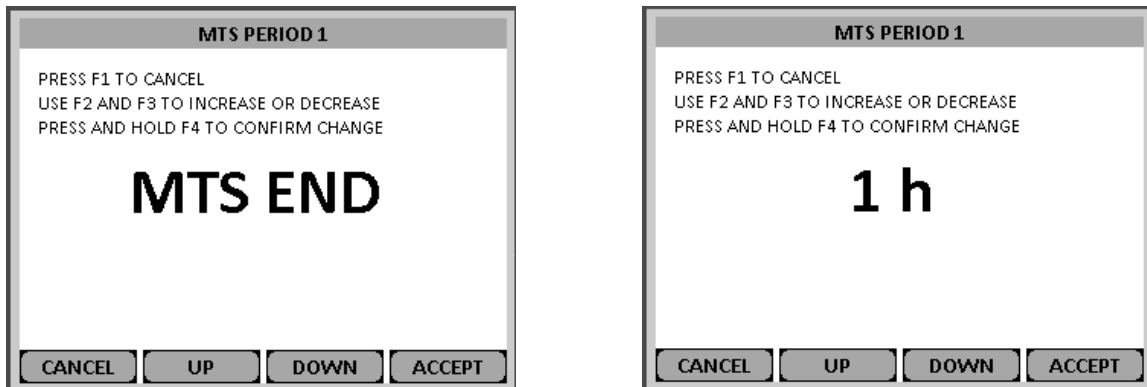 MTS PERIOD 1
PRESS F1 TO CANCEL
USE F2 AND F3 TO INCREASE OR DECREASE
PRESS AND HOLD F4 TO CONFIRM CHANGE
MTS END
CANCEL UP DOWN ACCEPT
MTS PERIOD 1
PRESS F1 TO CANCEL
USE F2 AND F3 TO INCREASE OR DECREASE
PRESS AND HOLD F4 TO CONFIRM CHANGE
1 h
CANCEL UP DOWN ACCEPT